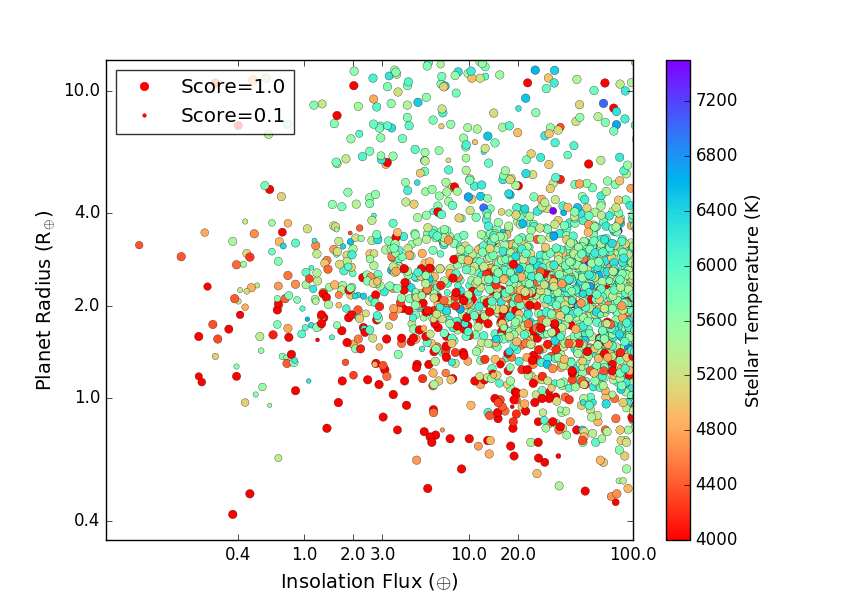 Score=1.0
Score=0.1
10.0
4.0
2.0
1.0
0.4
Planet Radius (R⊕)
0.4 1.0 2.0 3.0 10.0 20.0 100.0
Insolation Flux (⊕)
7200
6800
6400
6000
5600
5200
4800
4400
4000
Stellar Temperature (K)